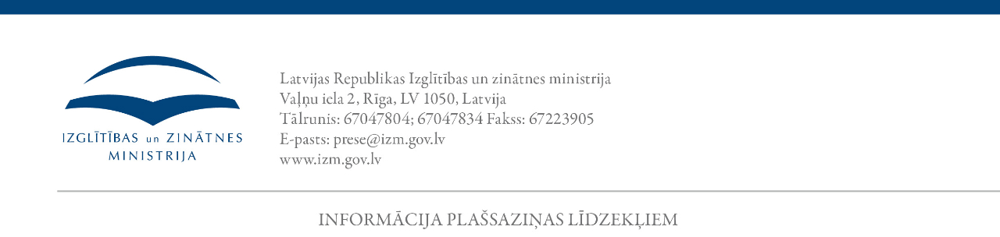 IZGLĪTĪBAS un ZINĀTNES
MINISTRIJA
Latvijas Republikas Izglītības un zinātnes ministrija
Vaļņu iela 2, Rīga, LV 1050, Latvija
Tālrunis: 67047804; 67047834 Fakss: 67223905
E-pasts: prese@izm.gov.lv
www.izm.gov.lv
INFORMĀCIJA PLAŠSAZIŅAS LĪDZEKĻIEM